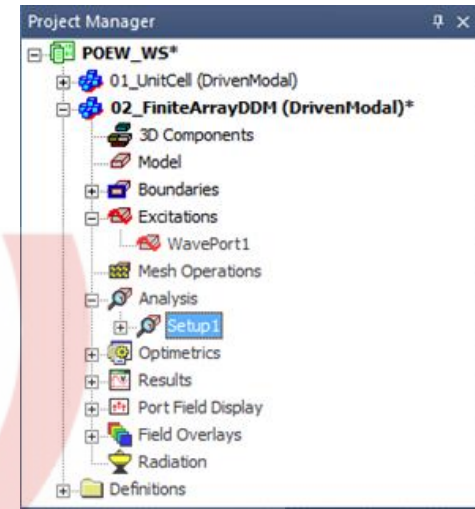 Project Manager
POEW_WS*
01_UnitCell (DrivenModal)
02_FiniteArrayDDM (DrivenModal)*
3D Components
Model
Boundaries
Excitations
WavePort1
Mesh Operations
Analysis
Setup1
Optimetrics
Results
Port Field Display
Field Overlays
Radiation
Definitions